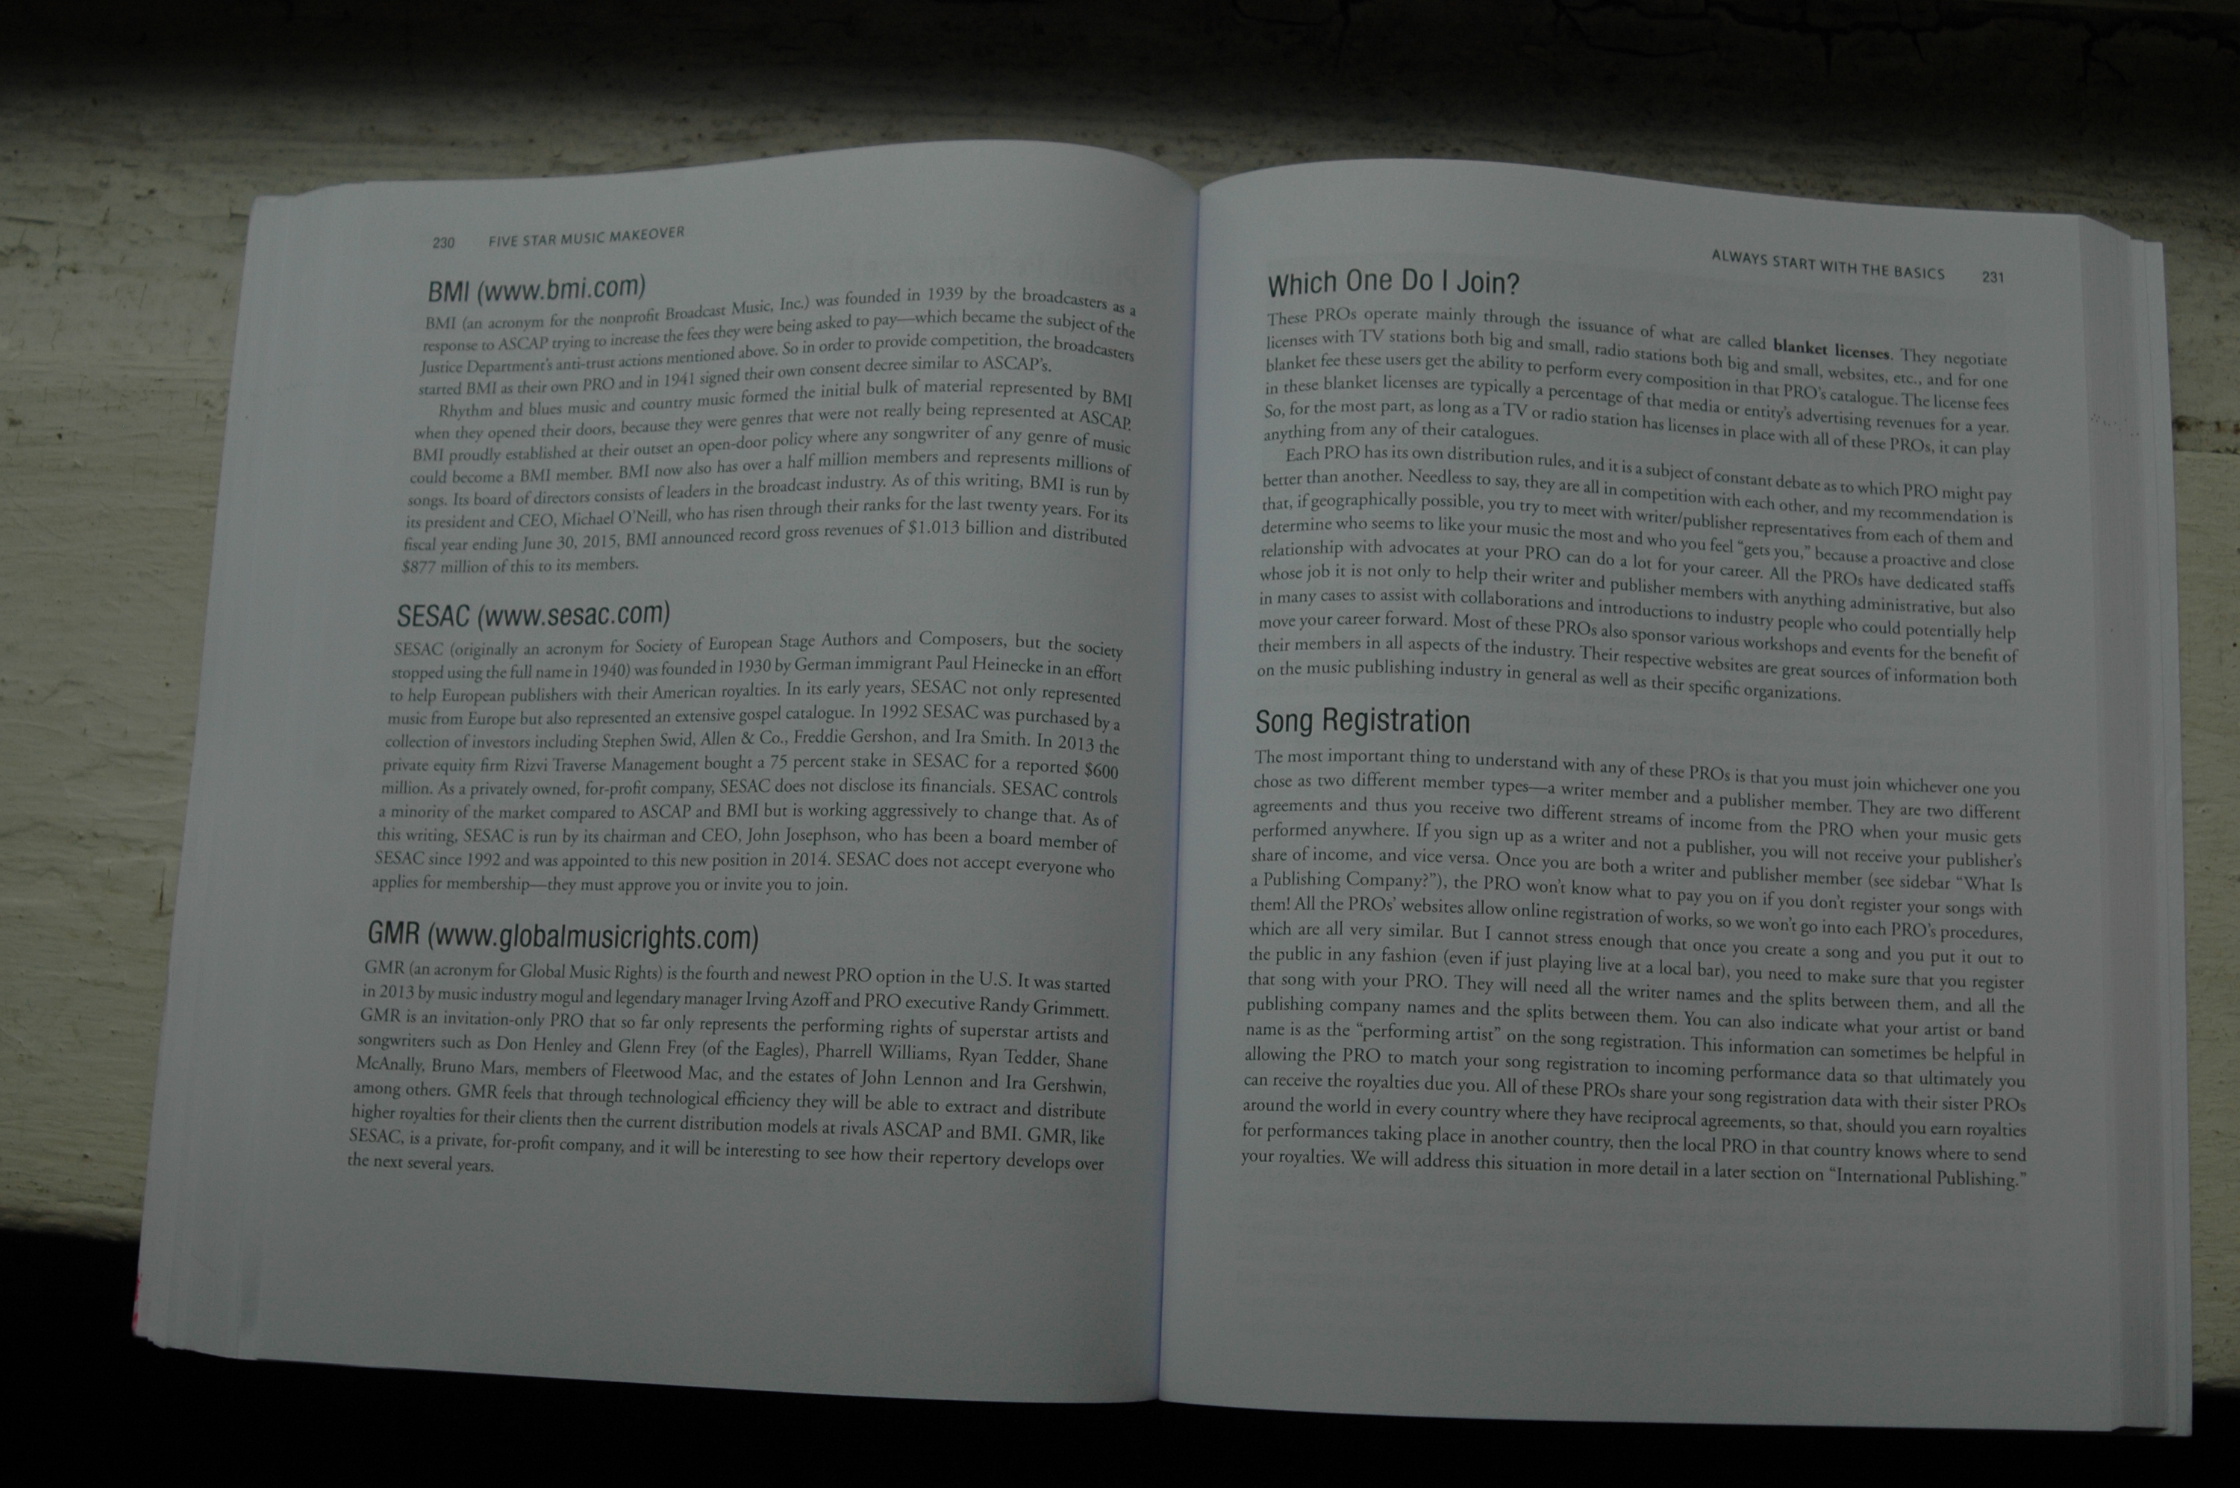 230 FIVE STAR MUSIC MAKEOVER
BMI (www.bmi.com)
BMI (an acronym for the nonprofit Broadcast Music, Inc.) was founded in 1939 by the broadcasters as a
response to ASCAP trying to increase the fees they were being asked to pay—which became the subject of the
Justice Department's anti-trust actions mentioned above. So in order to provide competition, the broadcasters
started BMI as their own PRO and in 1941 signed their own consent decree similar to ASCAP's.
Rhythm and blues music and country music formed the initial bulk of material represented by BMI
when they opened their doors, because they were genres that were not really being represented at ASCAP.
BMI proudly established at their outset an open-door policy where any songwriter of any genre of music
could become a BMI member. BMI now also has over a half million members and represents millions of
songs. Its board of directors consists of leaders in the broadcast industry. As of this writing, BMI is run by
its president and CEO, Michael O'Neill, who has risen through their ranks for the last twenty years. For its
fiscal year ending June 30, 2015, BMI announced record gross revenues of $1.013 billion and distributed
$877 million of this to its members.
SESAC (www.sesac.com)
SESAC (originally an acronym for Society of European Stage Authors and Composers, but the society
stopped using the full name in 1940) was founded in 1930 by German immigrant Paul Heinecke in an effort
to help European publishers with their American royalties. In its early years, SESAC not only represented
music from Europe but also represented an extensive gospel catalogue. In 1992 SESAC was purchased by a
collection of investors including Stephen Swid, Allen & Co., Freddie Gershon, and Ira Smith. In 2013 the
private equity firm Rizvi Traverse Management bought a 75 percent stake in SESAC for a reported $600
million. As a privately owned, for-profit company, SESAC does not disclose its financials. SESAC controls
a minority of the market compared to ASCAP and BMI but is working aggressively to change that. As of
this writing, SESAC is run by its chairman and CEO, John Josephson, who has been a board member of
SESAC since 1992 and was appointed to this new position in 2014. SESAC does not accept everyone who
applies for membership—they must approve you or invite you to join.
GMR (www.globalmusicrights.com)
GMR (an acronym for Global Music Rights) is the fourth and newest PRO option in the U.S. It was started
in 2013 by music industry mogul and legendary manager Irving Azoff and PRO executive Randy Grimmett.
GMR is an invitation-only PRO that so far only represents the performing rights of superstar artists and
songwriters such as Don Henley and Glenn Frey (of the Eagles), Pharrell Williams, Ryan Tedder, Shane
McAnally, Bruno Mars, members of Fleetwood Mac, and the estates of John Lennon and Ira Gershwin,
among others. GMR feels that through technological efficiency they will be able to extract and distribute
higher royalties for their clients then the current distribution models at rivals ASCAP and BMI. GMR, like
SESAC, is a private, for-profit company, and it will be interesting to see how their repertory develops over
the next several years.
ALWAYS START WITH THE BASICS 231
Which One Do I Join?
These PROs operate mainly through the issuance of what are called blanket licenses. They negotiate
licenses with TV stations both big and small, radio stations both big and small, websites, etc., and for one
blanket fee these users get the ability to perform every composition in that PRO's catalogue. The license fees
in these blanket licenses are typically a percentage of that media or entity's advertising revenues for a year.
So, for the most part, as long as a TV or radio station has licenses in place with all of these PROs, it can play
anything from any of their catalogues.
Each PRO has its own distribution rules, and it is a subject of constant debate as to which PRO might pay
better than another. Needless to say, they are all in competition with each other, and my recommendation is
that, if geographically possible, you try to meet with writer/publisher representatives from each of them and
determine who seems to like your music the most and who you feel "gets you," because a proactive and close
relationship with advocates at your PRO can do a lot for your career. All the PROs have dedicated staffs
whose job it is not only to help their writer and publisher members with anything administrative, but also
in many cases to assist with collaborations and introductions to industry people who could potentially help
move your career forward. Most of these PROs also sponsor various workshops and events for the benefit of
their members in all aspects of the industry. Their respective websites are great sources of information both
on the music publishing industry in general as well as their specific organizations.
Song Registration
The most important thing to understand with any of these PROs is that you must join whichever one you
chose as two different member types—a writer member and a publisher member. They are two different
agreements and thus you receive two different streams of income from the PRO when your music gets
performed anywhere. If you sign up as a writer and not a publisher, you will not receive your publisher's
share of income, and vice versa. Once you are both a writer and publisher member (see sidebar "What Is
a Publishing Company?"), the PRO won't know what to pay you on if you don't register your songs with
them! All the PROs' websites allow online registration of works, so we won't go into each PRO's procedures,
which are all very similar. But I cannot stress enough that once you create a song and you put it out to
the public in any fashion (even if just playing live at a local bar), you need to make sure that you register
that song with your PRO. They will need all the writer names and the splits between them, and all the
publishing company names and the splits between them. You can also indicate what your artist or band
name is as the "performing artist" on the song registration. This information can sometimes be helpful in
allowing the PRO to match your song registration to incoming performance data so that ultimately you
can receive the royalties due you. All of these PROs share your song registration data with their sister PROs
around the world in every country where they have reciprocal agreements, so that, should you earn royalties
for performances taking place in another country, then the local PRO in that country knows where to send
your royalties. We will address this situation in more detail in a later section on "International Publishing."